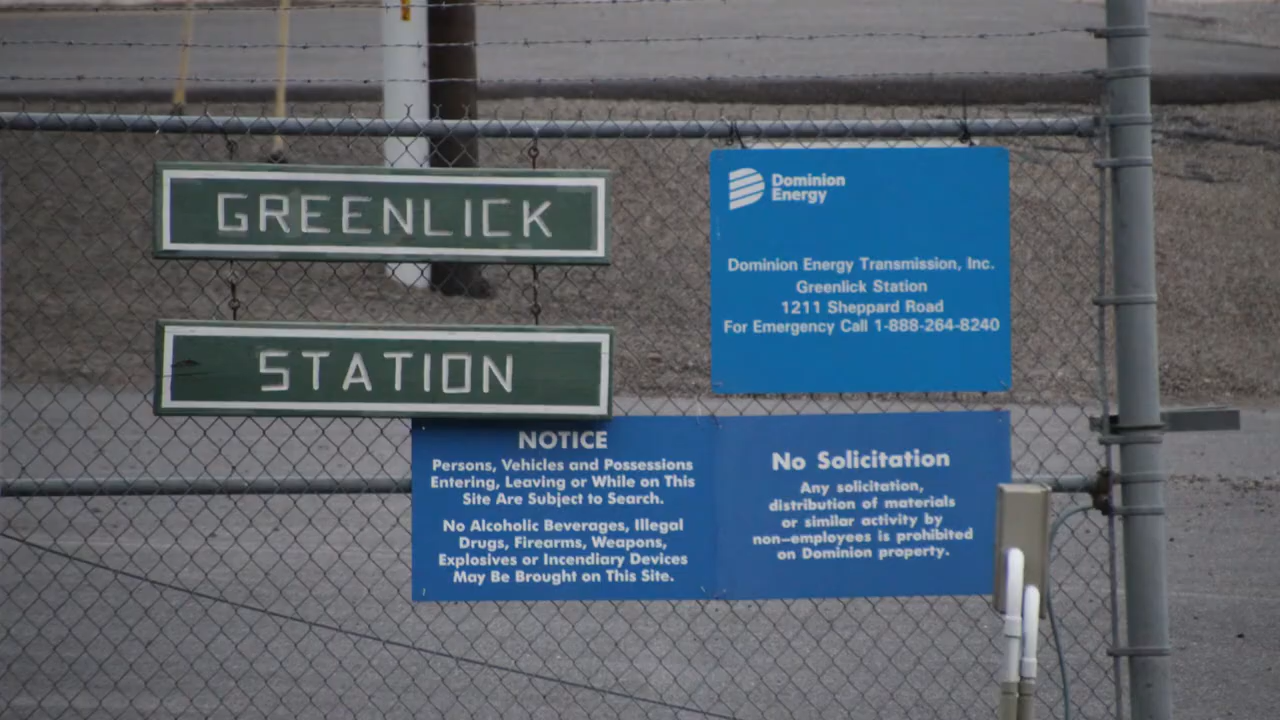 GREENLICK
STATION
Dominion
Energy
Dominion Energy Transmission, Inc.
Greenlick Station
1211 Sheppard Road
For Emergency Call 1-888-264-8240
NOTICE
Persons, Vehicles and Possessions
Entering, Leaving or While on This
Site Are Subject to Search.
No Alcoholic Beverages, Illegal
Drugs, Firearms, Weapons,
Explosives or Incendiary Devices
May Be Brought on This Site.
No Solicitation
Any solicitation,
distribution of materials
or similar activity by
non-employees is prohibited
on Dominion property.